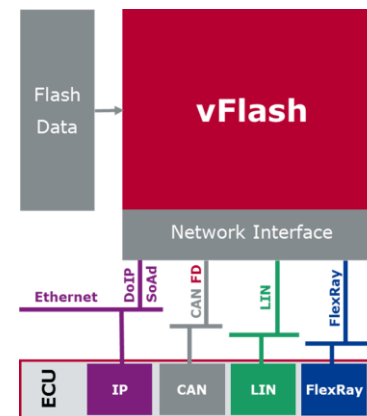 Flash
Data
vFlash
Network Interface
Ethernet
DoIP
SoAd
CAN FD
LIN
FlexRay
ECU
IP
CAN
LIN
FlexRay